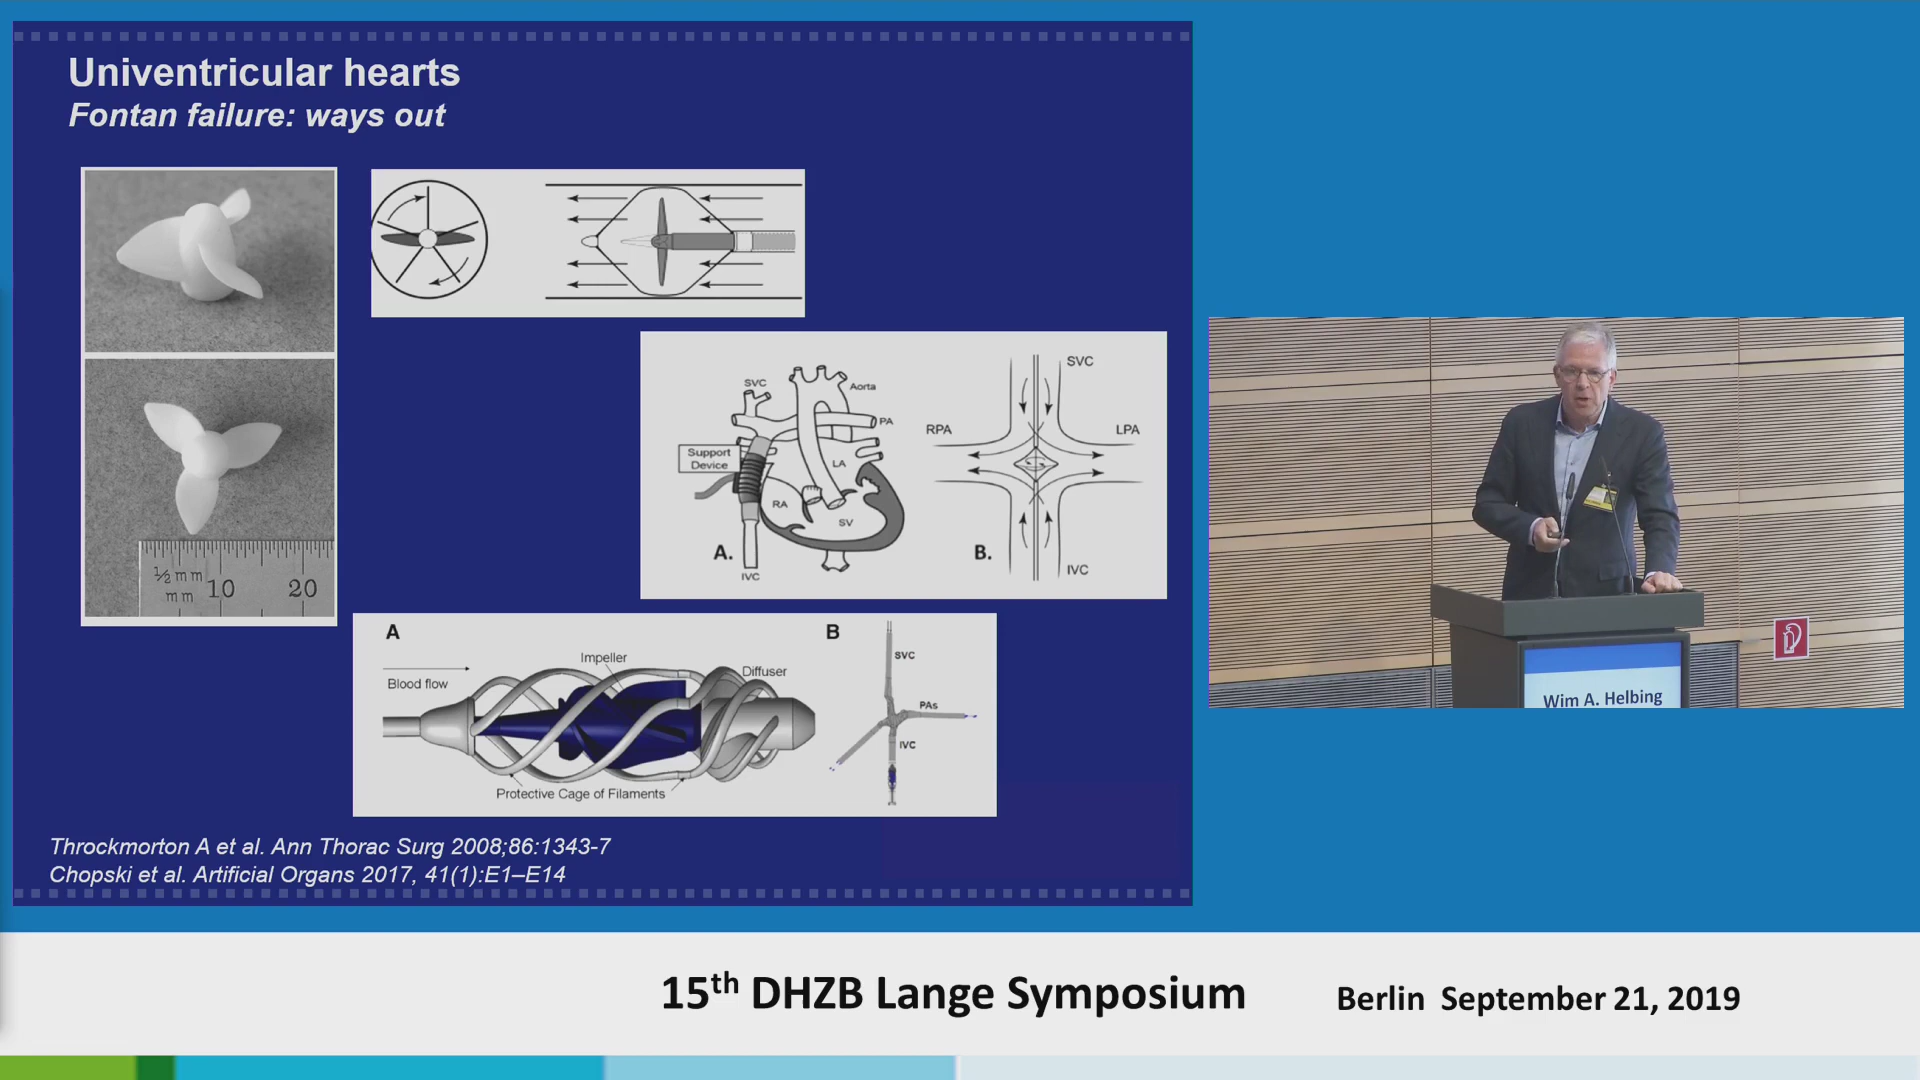 Univentricular hearts
Fontan failure: ways out
½ mm
mm
10
20
SVC
Aorta
PA
Support
Device
LA
RA
SV
A.
IVC
SVC
RPA
LPA
B.
IVC
A
Impeller
Diffuser
Blood flow
Protective Cage of Filaments
B
SVC
PAs
IVC
Throckmorton A et al. Ann Thorac Surg 2008;86:1343-7
Chopski et al. Artificial Organs 2017, 41(1):E1–E14
Wim A. Helbing
15th DHZB Lange Symposium
Berlin September 21, 2019